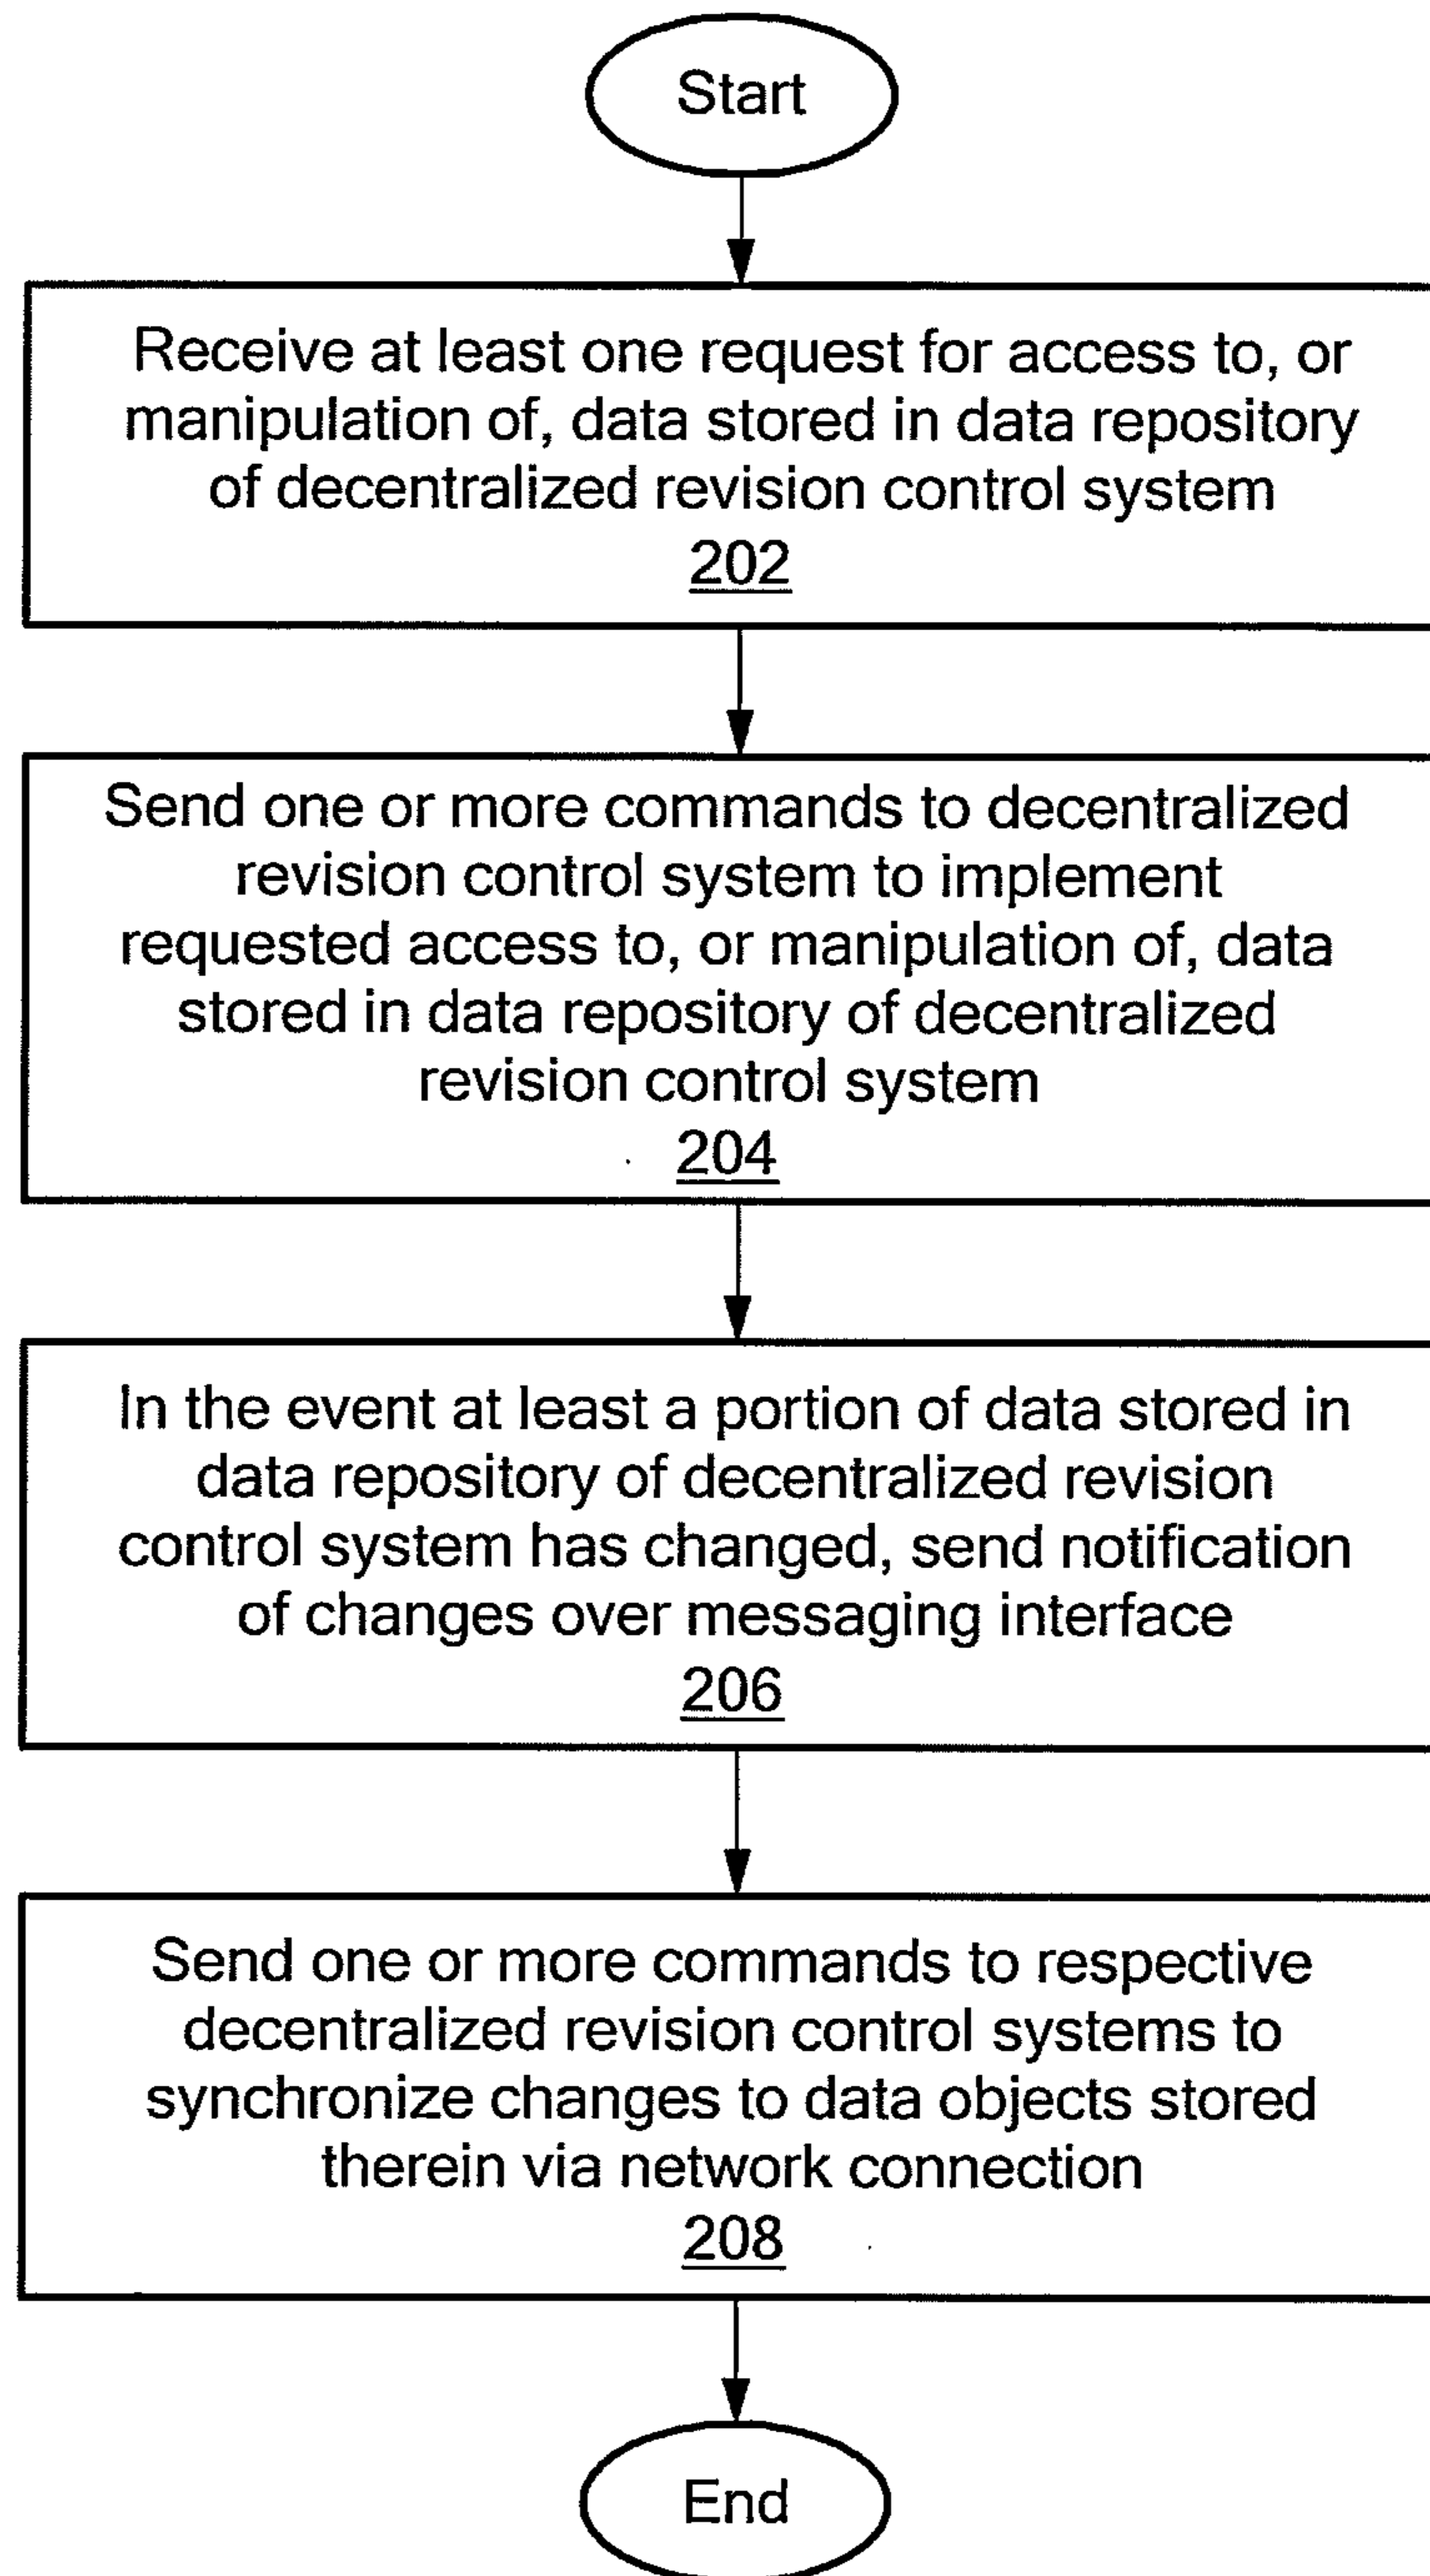 Start
Receive at least one request for access to, or
manipulation of, data stored in data repository
of decentralized revision control system
202
Send one or more commands to decentralized
revision control system to implement
requested access to, or manipulation of, data
stored in data repository of decentralized
revision control system
204
In the event at least a portion of data stored in
data repository of decentralized revision
control system has changed, send notification
of changes over messaging interface
206
Send one or more commands to respective
decentralized revision control systems to
synchronize changes to data objects stored
therein via network connection
208
End